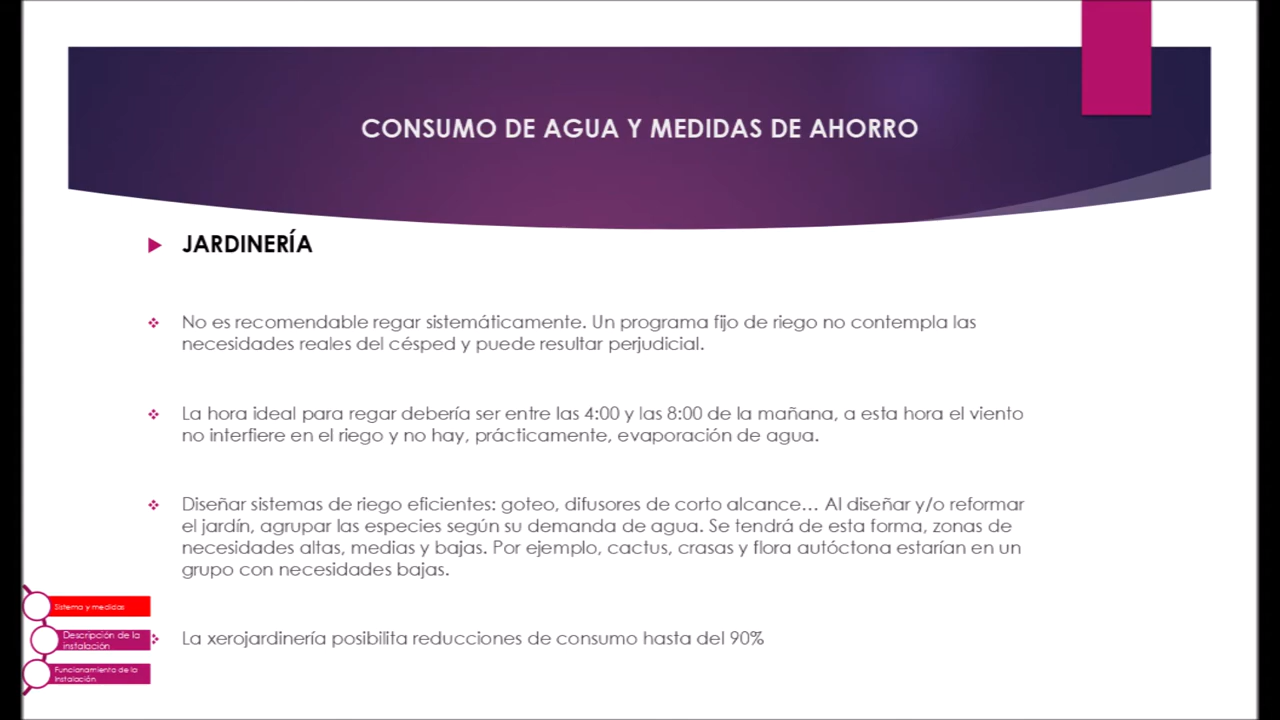 CONSUMO DE AGUA Y MEDIDAS DE AHORRO
JARDINERÍA
No es recomendable regar sistemáticamente. Un programa fijo de riego no contempla las
necesidades reales del césped y puede resultar perjudicial.
La hora ideal para regar debería ser entre las 4:00 y las 8:00 de la mañana, a esta hora el viento
no interfiere en el riego y no hay, prácticamente, evaporación de agua.
Diseñar sistemas de riego eficientes: goteo, difusores de corto alcance… Al diseñar y/o reformar
el jardín, agrupar las especies según su demanda de agua. Se tendrá de esta forma, zonas de
necesidades altas, medias y bajas. Por ejemplo, cactus, crasas y flora autóctona estarían en un
grupo con necesidades bajas.
La xerojardinería posibilita reducciones de consumo hasta del 90%
Sistema y medidas
Descripción de la
instalación
Funcionamiento de la
Instalación